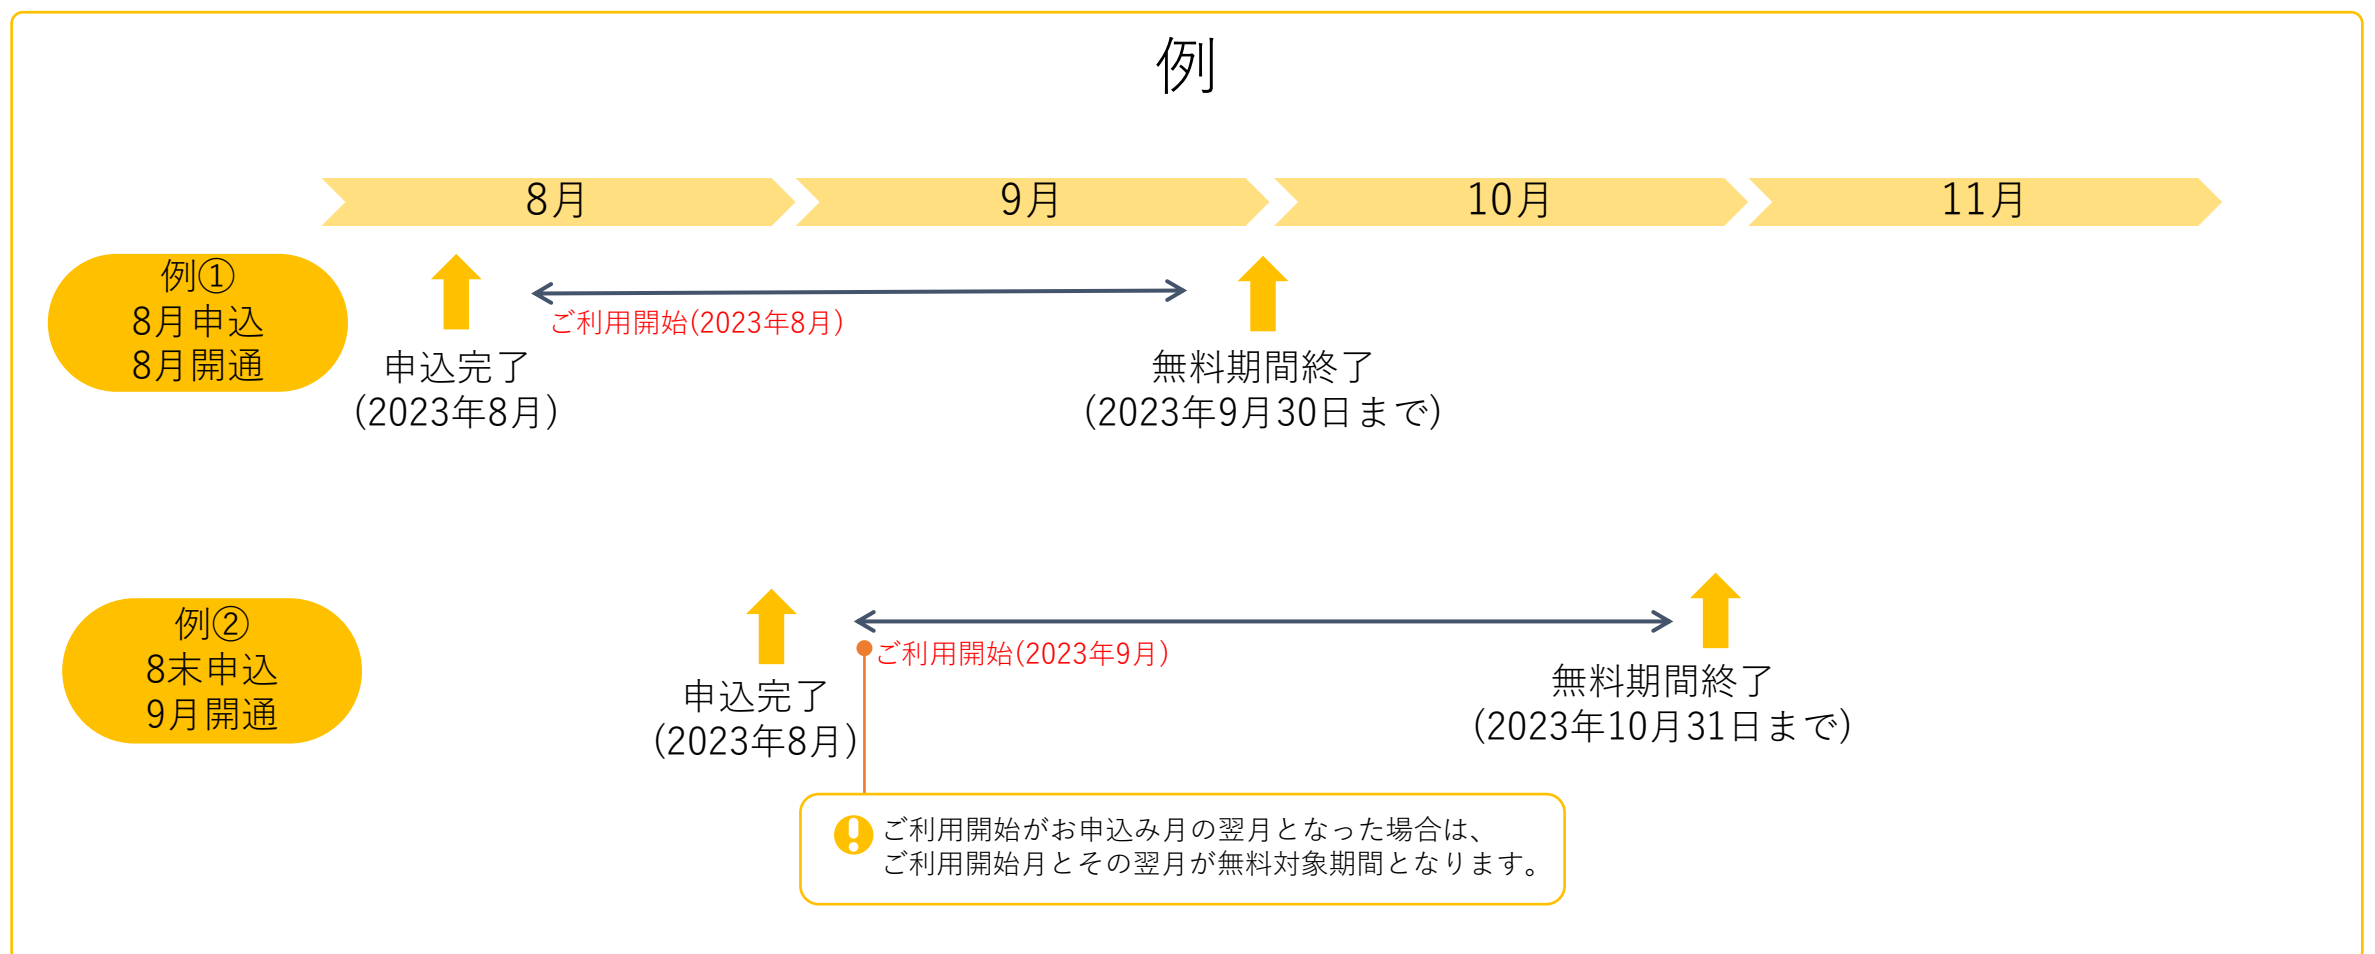 例
8月
9月
10月
11月
例①
8月申込
8月開通
ご利用開始(2023年8月)
申込完了
(2023年8月)
無料期間終了
(2023年9月30日まで)
例②
8末申込
9月開通
ご利用開始(2023年9月)
申込完了
(2023年8月)
無料期間終了
(2023年10月31日まで)
ご利用開始がお申込み月の翌月となった場合は、
ご利用開始月とその翌月が無料対象期間となります。